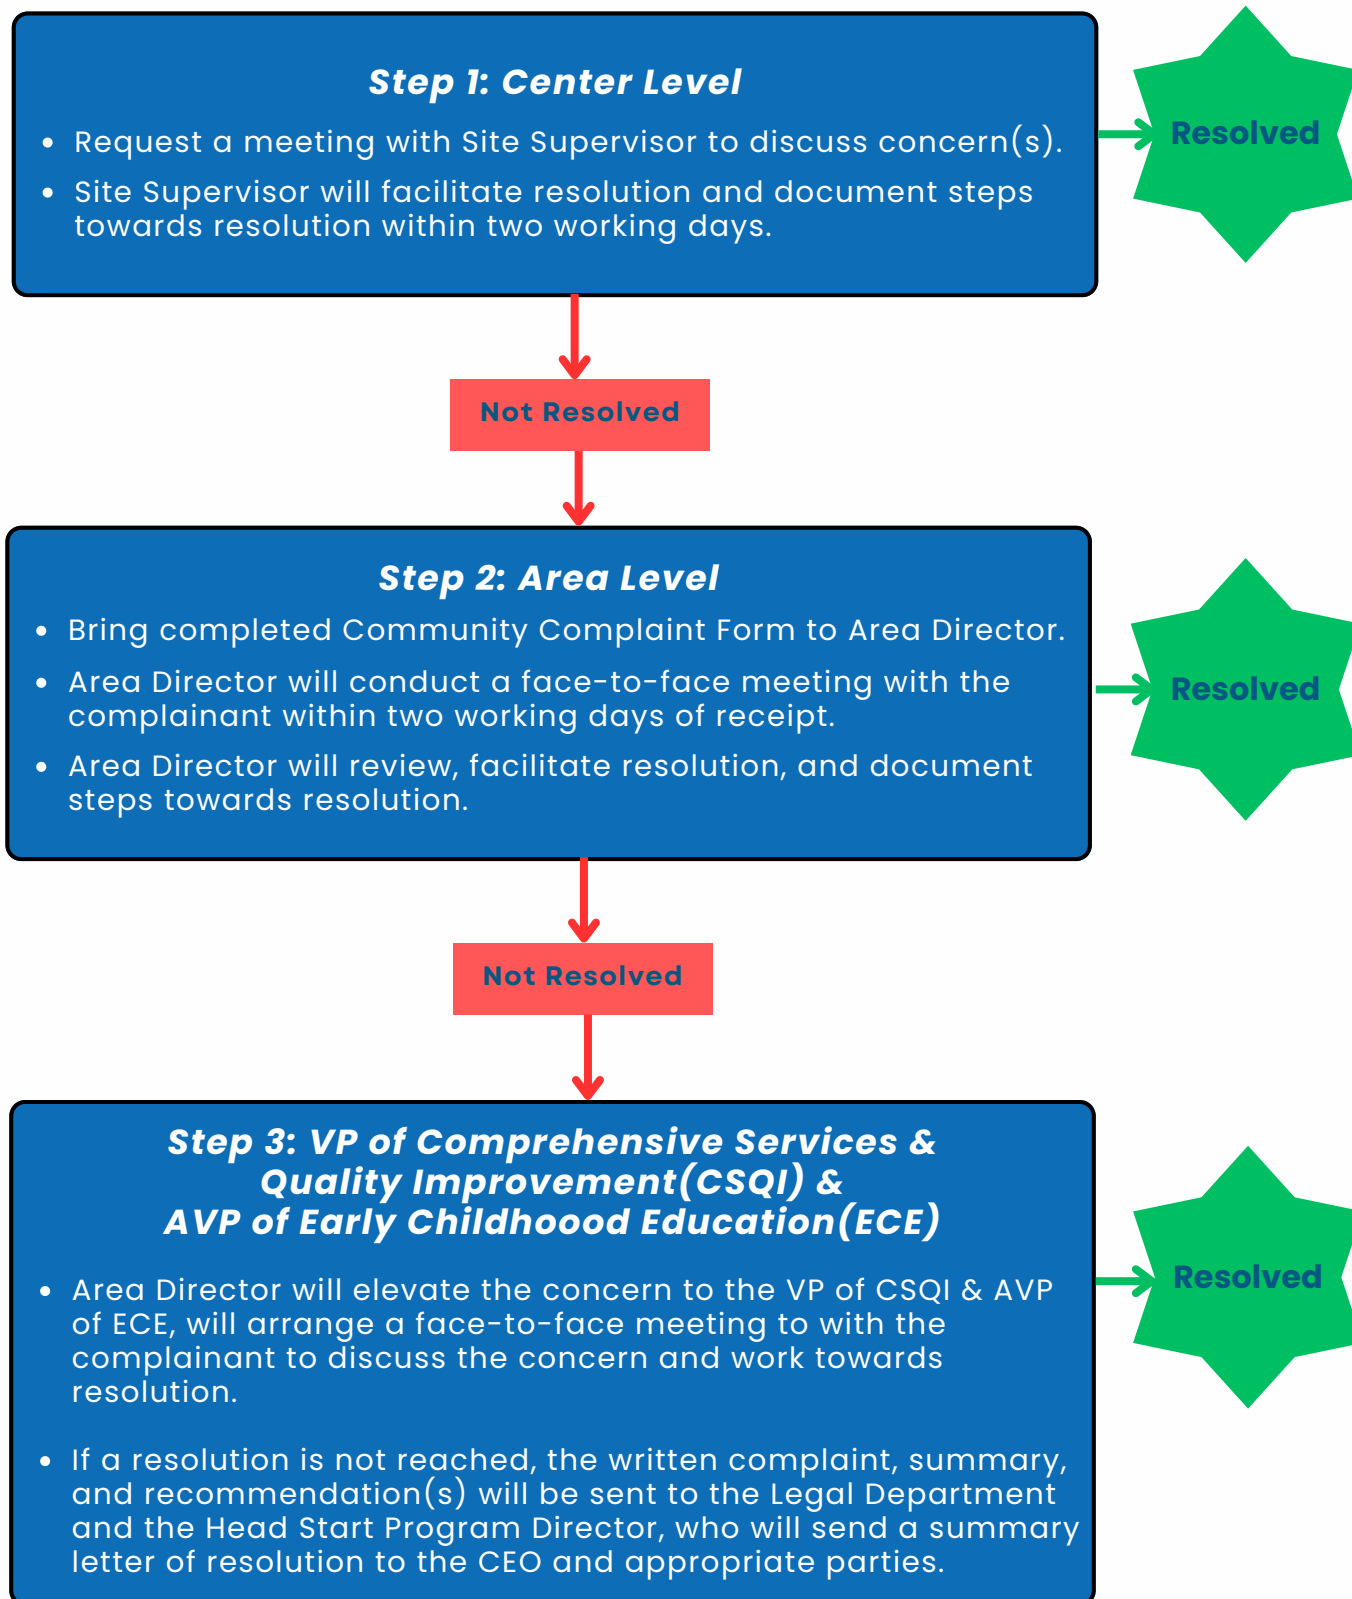 Step 1: Center Level
• Request a meeting with Site Supervisor to discuss concern(s).
• Site Supervisor will facilitate resolution and document steps
towards resolution within two working days.
Resolved
Not Resolved
Step 2: Area Level
• Bring completed Community Complaint Form to Area Director.
• Area Director will conduct a face-to-face meeting with the
complainant within two working days of receipt.
• Area Director will review, facilitate resolution, and document
steps towards resolution.
Resolved
Not Resolved
Step 3: VP of Comprehensive Services &
Quality Improvement(CSQI) &
AVP of Early Childhoood Education(ECE)
• Area Director will elevate the concern to the VP of CSQI & AVP
of ECE, will arrange a face-to-face meeting to with the
complainant to discuss the concern and work towards
resolution.
• If a resolution is not reached, the written complaint, summary,
and recommendation(s) will be sent to the Legal Department
and the Head Start Program Director, who will send a summary
letter of resolution to the CEO and appropriate parties.
Resolved